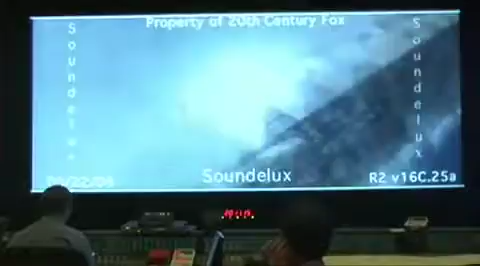 Property of 20th Century Fox
Soundelux
Soundelux
Soundelux
R2 v16C.25a